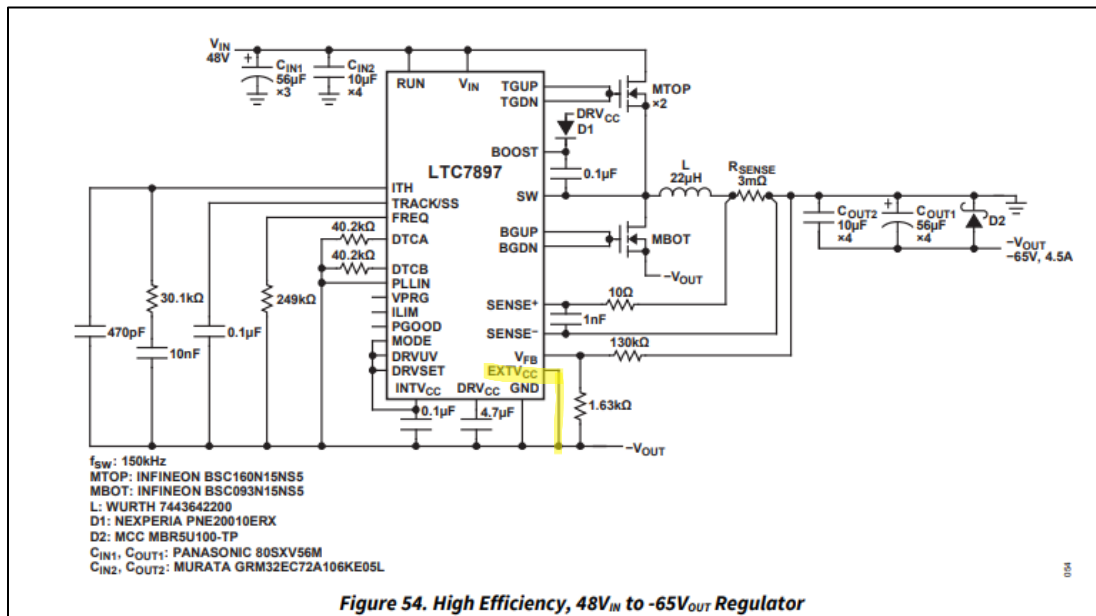 VIN
48V
CIN1
56µF
×3
CIN2
10µF
×4
RUN
VIN
TGUP
TGDN
MTOP
×2
DRVCC
D1
BOOST
0.1µF
LTC7897
SW
L
22µH
RSENSE
3mΩ
ITH
TRACK/SS
FREQ
40.2kΩ
DTCA
40.2kΩ
DTCB
PLLIN
VPRG
ILIM
PGOOD
MODE
DRVUV
DRVSET
INTVCC
DRVCC
GND
BGUP
BGDN
MBOT
–VOUT
COUT2
10µF
×4
COUT1
56µF
×4
D2
–VOUT
–65V, 4.5A
SENSE+
10Ω
1nF
SENSE–
VFB
130kΩ
EXTVCC
1.63kΩ
30.1kΩ
470pF
10nF
0.1µF
249kΩ
0.1µF
4.7µF
–VOUT
fSW: 150kHz
MTOP: INFINEON BSC160N15NS5
MBOT: INFINEON BSC093N15NS5
L: WURTH 7443642200
D1: NEXPERIA PNE20010ERX
D2: MCC MBR5U100-TP
CIN1, COUT1: PANASONIC 80SXV56M
CIN2, COUT2: MURATA GRM32EC72A106KE05L
054
Figure 54. High Efficiency, 48VIN to -65VOUT Regulator